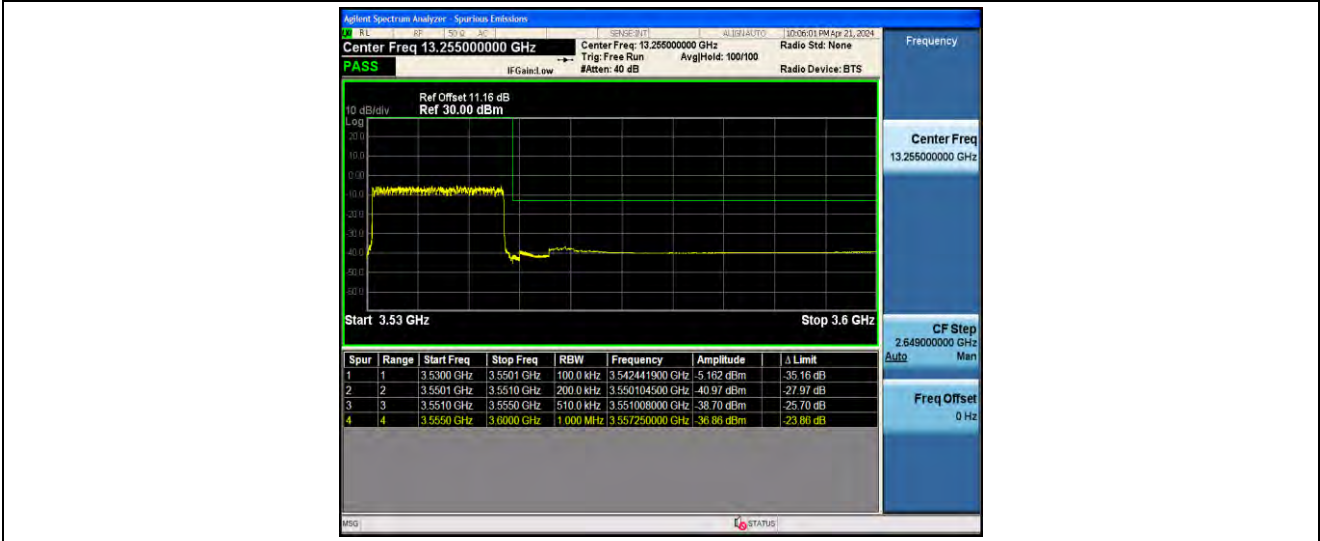 Agilent Spectrum Analyzer - Spurious Emissions
RL RF 50 Ω AC SENSE:INT ALIGNAUTO 10:06:01 PM Apr 21, 2024
Center Freq 13.255000000 GHz Center Freq: 13.255000000 GHz Radio Std: None Frequency
Trig: Free Run Avg|Hold: 100/100
PASS IFGain:Low #Atten: 40 dB Radio Device: BTS
Ref Offset 11.16 dB
10 dB/div Ref 30.00 dBm
Log
20.0
10.0
0.00
-10.0
-20.0
-30.0
-40.0
-50.0
-60.0
Start 3.53 GHz Stop 3.6 GHz
Center Freq
13.255000000 GHz
CF Step
2.649000000 GHz
Auto Man
Freq Offset
0 Hz
Spur Range Start Freq Stop Freq RBW Frequency Amplitude Δ Limit
1 1 3.5300 GHz 3.5501 GHz 100.0 kHz 3.542441900 GHz -5.162 dBm -35.16 dB
2 2 3.5501 GHz 3.5510 GHz 200.0 kHz 3.550104500 GHz -40.97 dBm -27.97 dB
3 3 3.5510 GHz 3.5550 GHz 510.0 kHz 3.551008000 GHz -38.70 dBm -25.70 dB
4 4 3.5550 GHz 3.6000 GHz 1.000 MHz 3.557250000 GHz -36.86 dBm -23.86 dB
MSG STATUS